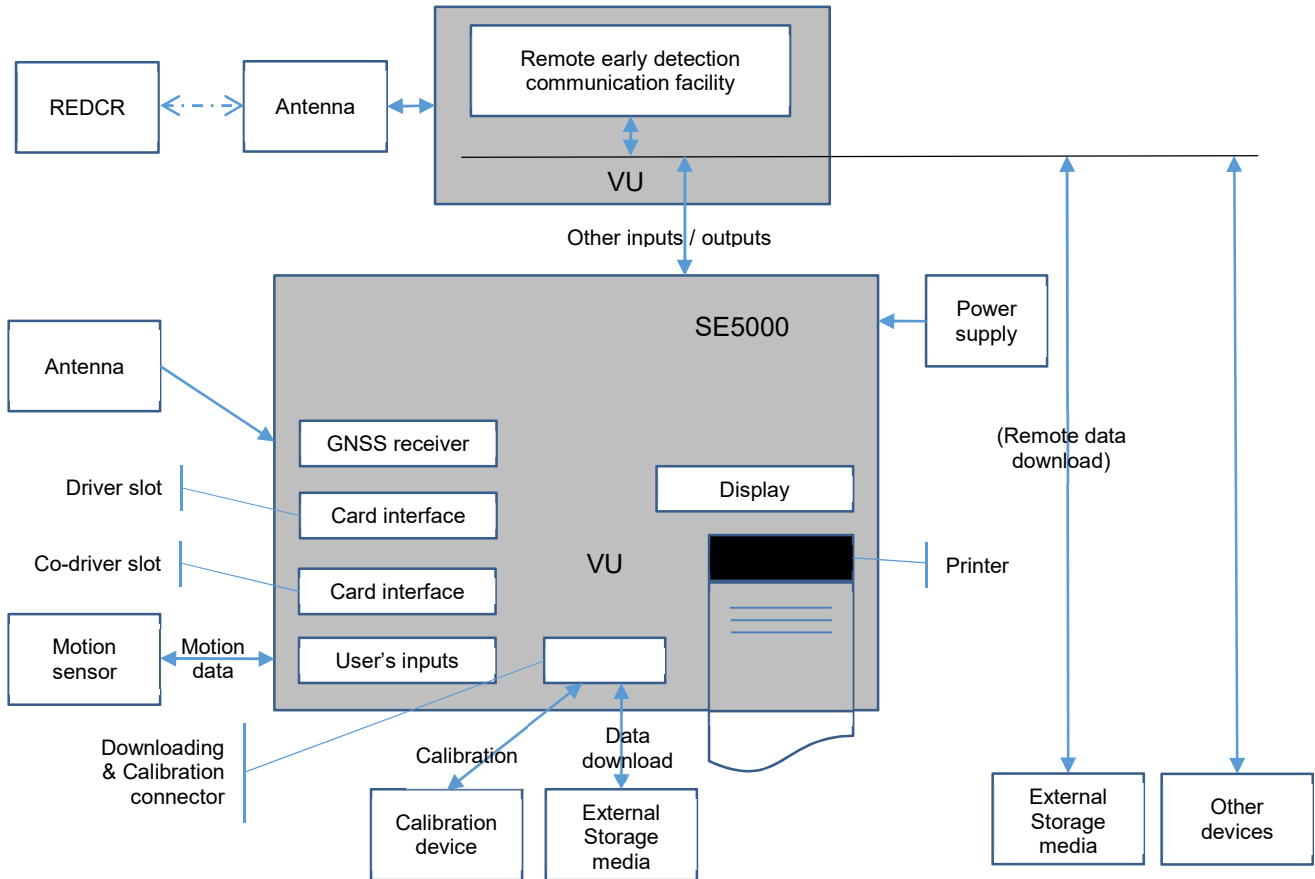 Remote early detection
communication facility
REDCR
Antenna
VU
Other inputs / outputs
SE5000
Power
supply
Antenna
GNSS receiver
(Remote data
download)
Driver slot
Display
Card interface
Co-driver slot
VU
Printer
Card interface
Motion
sensor
Motion
data
User's inputs
Downloading
& Calibration
connector
Calibration
Data
download
Calibration
device
External
Storage
media
External
Storage
media
Other
devices